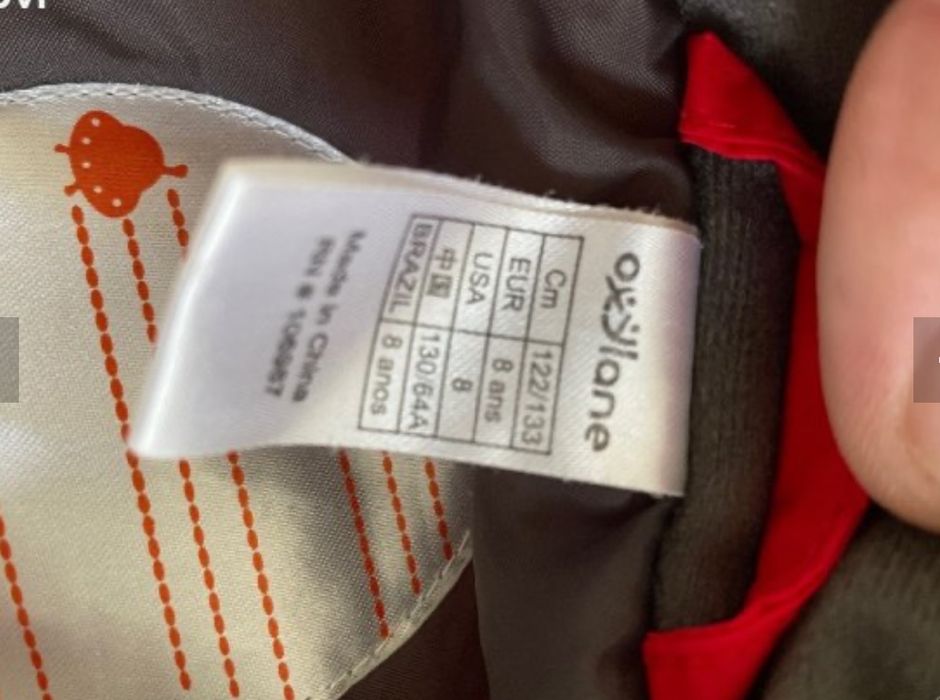 oxylane
Cm 122/133
EUR 8 ans
USA 8
中国 130/64A
BRAZIL 8 anos
Made in China